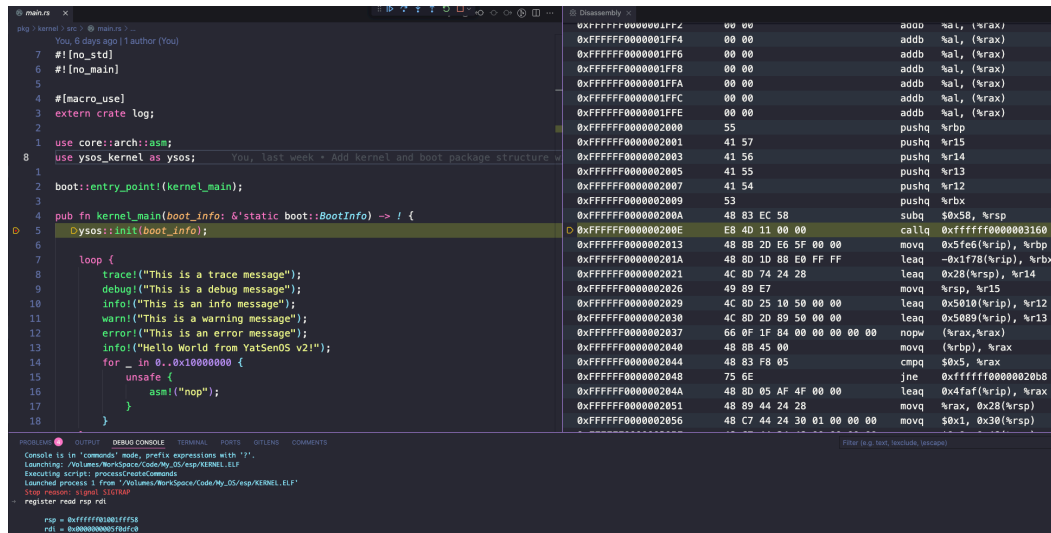 main.rs ×
pkg > kernel > src > main.rs > ...
You, 6 days ago | 1 author (You)
7 #![no_std]
6 #![no_main]
5
4 #[macro_use]
3 extern crate log;
2
1 use core::arch::asm;
8 use ysos_kernel as ysos; You, last week • Add kernel and boot package structure w
1
2 boot::entry_point!(kernel_main);
3
4 pub fn kernel_main(boot_info: &'static boot::BootInfo) -> ! {
5 ysos::init(boot_info);
6
7 loop {
8 trace!("This is a trace message");
9 debug!("This is a debug message");
10 info!("This is an info message");
11 warn!("This is a warning message");
12 error!("This is an error message");
13 info!("Hello World from YatSenOS v2!");
14 for _ in 0..0x10000000 {
15 unsafe {
16 asm!("nop");
17 }
18 }
Disassembly ×
0xFFFFFF0000001FF2 00 00 addb %al, (%rax)
0xFFFFFF0000001FF4 00 00 addb %al, (%rax)
0xFFFFFF0000001FF6 00 00 addb %al, (%rax)
0xFFFFFF0000001FF8 00 00 addb %al, (%rax)
0xFFFFFF0000001FFA 00 00 addb %al, (%rax)
0xFFFFFF0000001FFC 00 00 addb %al, (%rax)
0xFFFFFF0000001FFE 00 00 addb %al, (%rax)
0xFFFFFF0000002000 55 pushq %rbp
0xFFFFFF0000002001 41 57 pushq %r15
0xFFFFFF0000002003 41 56 pushq %r14
0xFFFFFF0000002005 41 55 pushq %r13
0xFFFFFF0000002007 41 54 pushq %r12
0xFFFFFF0000002009 53 pushq %rbx
0xFFFFFF000000200A 48 83 EC 58 subq $0x58, %rsp
0xFFFFFF000000200E E8 4D 11 00 00 callq 0xffffff0000003160
0xFFFFFF0000002013 48 8B 2D E6 5F 00 00 movq 0x5fe6(%rip), %rbp
0xFFFFFF000000201A 48 8D 1D 88 E0 FF FF leaq -0x1f78(%rip), %rbx
0xFFFFFF0000002021 4C 8D 74 24 28 leaq 0x28(%rsp), %r14
0xFFFFFF0000002026 49 89 E7 movq %rsp, %r15
0xFFFFFF0000002029 4C 8D 25 10 50 00 00 leaq 0x5010(%rip), %r12
0xFFFFFF0000002030 4C 8D 2D 89 50 00 00 leaq 0x5089(%rip), %r13
0xFFFFFF0000002037 66 0F 1F 84 00 00 00 00 00 nopw (%rax,%rax)
0xFFFFFF0000002040 48 8B 45 00 movq (%rbp), %rax
0xFFFFFF0000002044 48 83 F8 05 cmpq $0x5, %rax
0xFFFFFF0000002048 75 6E jne 0xffffff00000020b8
0xFFFFFF000000204A 48 8D 05 AF 4F 00 00 leaq 0x4faf(%rip), %rax
0xFFFFFF0000002051 48 89 44 24 28 movq %rax, 0x28(%rsp)
0xFFFFFF0000002056 48 C7 44 24 30 01 00 00 00 movq $0x1, 0x30(%rsp)
PROBLEMS 4 OUTPUT DEBUG CONSOLE TERMINAL PORTS GITLENS COMMENTS Filter (e.g. text, !exclude, \escape)
Console is in 'commands' mode, prefix expressions with '?'.
Launching: /Volumes/WorkSpace/Code/My_OS/esp/KERNEL.ELF
Executing script: processCreateCommands
Launched process 1 from '/Volumes/WorkSpace/Code/My_OS/esp/KERNEL.ELF'
Stop reason: signal SIGTRAP
register read rsp rdi
rsp = 0xffffff01001fff58
rdi = 0x0000000005f0dfc0